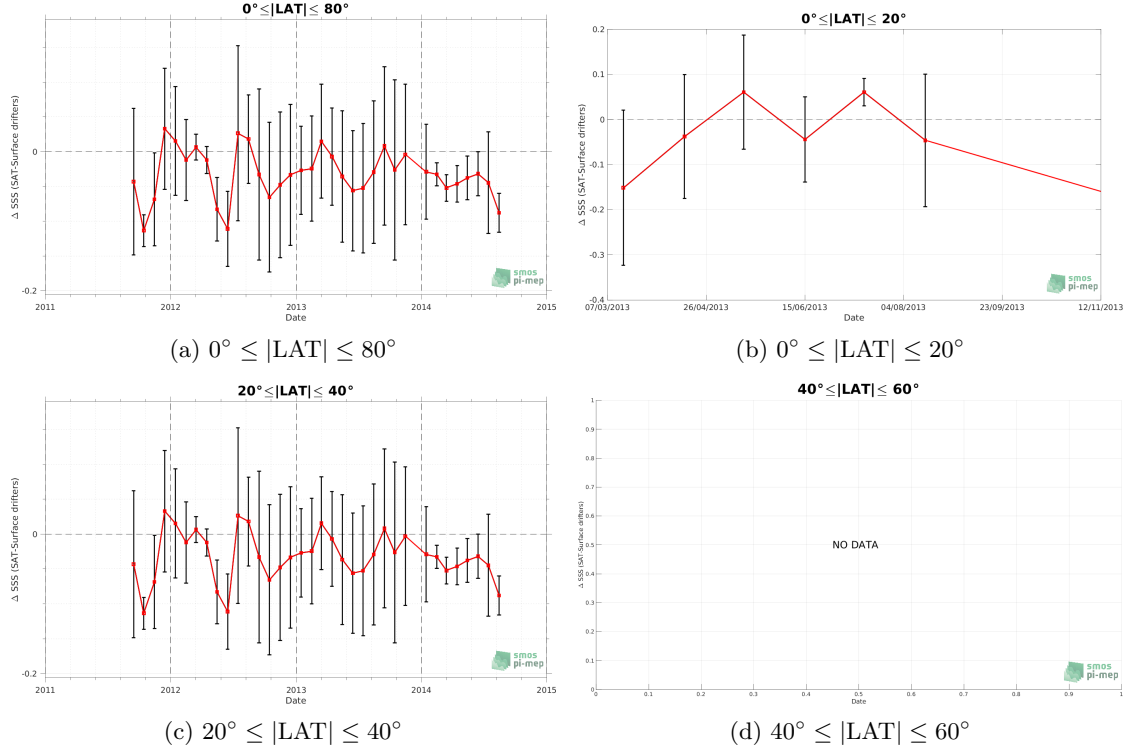 0°≤|LAT|≤ 80°
Δ SSS (SAT-Surface drifters)
0
-0.2
2011
2012
2013
2014
2015
Date
smos
pi-mep
(a) 0° ≤ |LAT| ≤ 80°
0°≤|LAT|≤ 20°
Δ SSS (SAT-Surface drifters)
0.2
0.1
0
-0.1
-0.2
-0.3
-0.4
07/03/2013
26/04/2013
15/06/2013
04/08/2013
23/09/2013
12/11/2013
Date
smos
pi-mep
(b) 0° ≤ |LAT| ≤ 20°
20°≤|LAT|≤ 40°
Δ SSS (SAT-Surface drifters)
0
-0.2
2011
2012
2013
2014
2015
Date
smos
pi-mep
(c) 20° ≤ |LAT| ≤ 40°
40°≤|LAT|≤ 60°
Δ SSS (SAT-Surface drifters)
1
0.9
0.8
0.7
0.6
0.5
0.4
0.3
0.2
0.1
0
NO DATA
0
0.1
0.2
0.3
0.4
0.5
0.6
0.7
0.8
0.9
1
Date
smos
pi-mep
(d) 40° ≤ |LAT| ≤ 60°